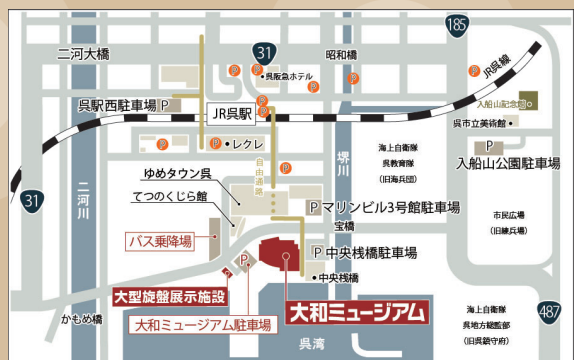 185
二河大橋
31
昭和橋
JR呉線
P
P
呉阪急ホテル
P
P
P
P
呉駅西駐車場 P
P
入船山記念館
JR呉駅
P
呉市立美術館
P
レクレ
P
P
海上自衛隊
呉教育隊
(旧海兵団)
入船山公園駐車場
自由通路
堺川
二河川
31
ゆめタウン呉
てつのくじら館
P マリンビル3号館駐車場
市民広場
(旧練兵場)
宝橋
バス乗降場
P 中央桟橋駐車場
P
中央桟橋
大型旋盤展示施設
大和ミュージアム
大和ミュージアム駐車場
かもめ橋
海上自衛隊
呉地方総監部
(旧呉鎮守府)
487
呉湾